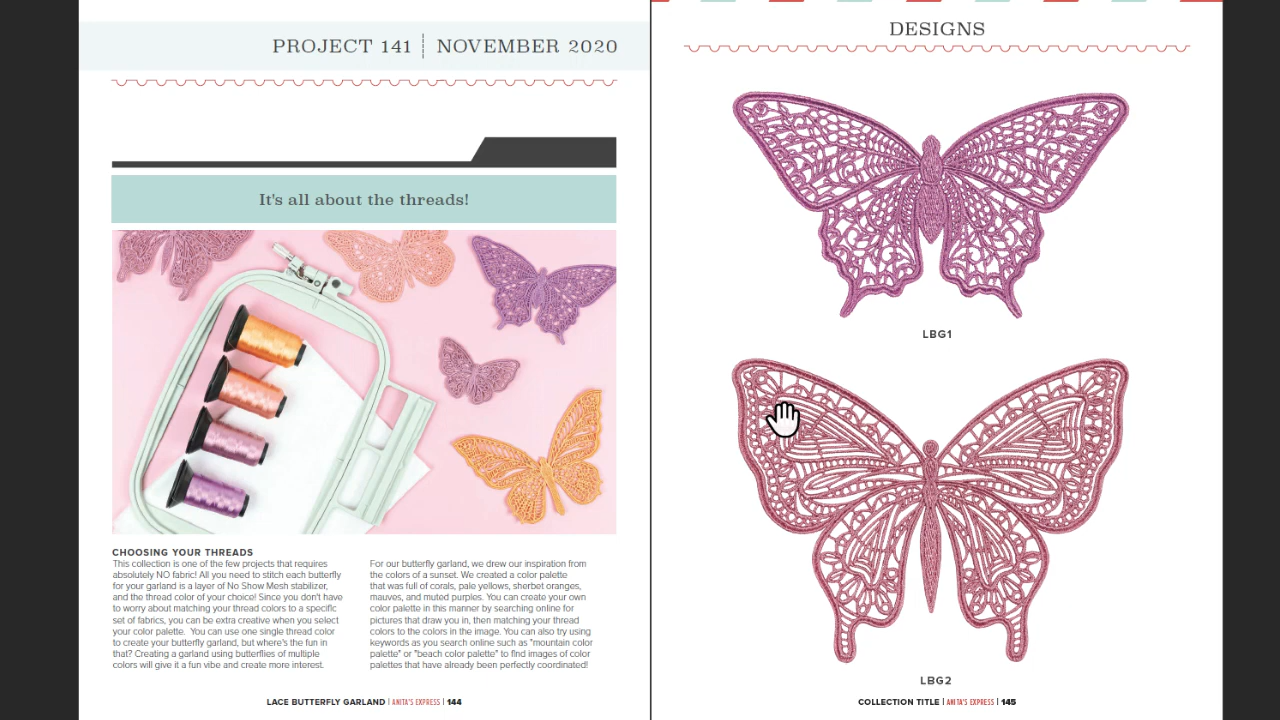 PROJECT 141 | NOVEMBER 2020
It's all about the threads!
CHOOSING YOUR THREADS
This collection is one of the few projects that requires
absolutely NO fabric! All you need to stitch each butterfly
for your garland is a layer of No Show Mesh stabilizer,
and the thread color of your choice! Since you don't have
to worry about matching your thread colors to a specific
set of fabrics, you can be extra creative when you select
your color palette. You can use one single thread color
to create your butterfly garland, but where's the fun in
that? Creating a garland using butterflies of multiple
colors will give it a fun vibe and create more interest.
For our butterfly garland, we drew our inspiration from
the colors of a sunset. We created a color palette
that was full of corals, pale yellows, sherbet oranges,
mauves, and muted purples. You can create your own
color palette in this manner by searching online for
pictures that draw you in, then matching your thread
colors to the colors in the image. You can also try using
keywords as you search online such as "mountain color
palette" or "beach color palette" to find images of color
palettes that have already been perfectly coordinated!
LACE BUTTERFLY GARLAND | ANITA'S EXPRESS | 144
DESIGNS
LBG1
LBG2
COLLECTION TITLE | ANITA'S EXPRESS | 145